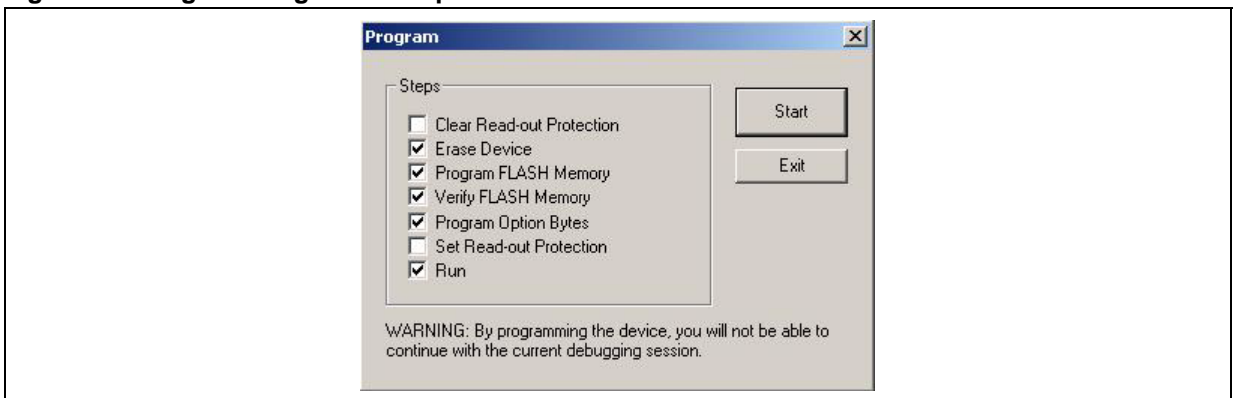 Program
Steps
Clear Read-out Protection
Erase Device
Program FLASH Memory
Verify FLASH Memory
Program Option Bytes
Set Read-out Protection
Run
Start
Exit
WARNING: By programming the device, you will not be able to
continue with the current debugging session.